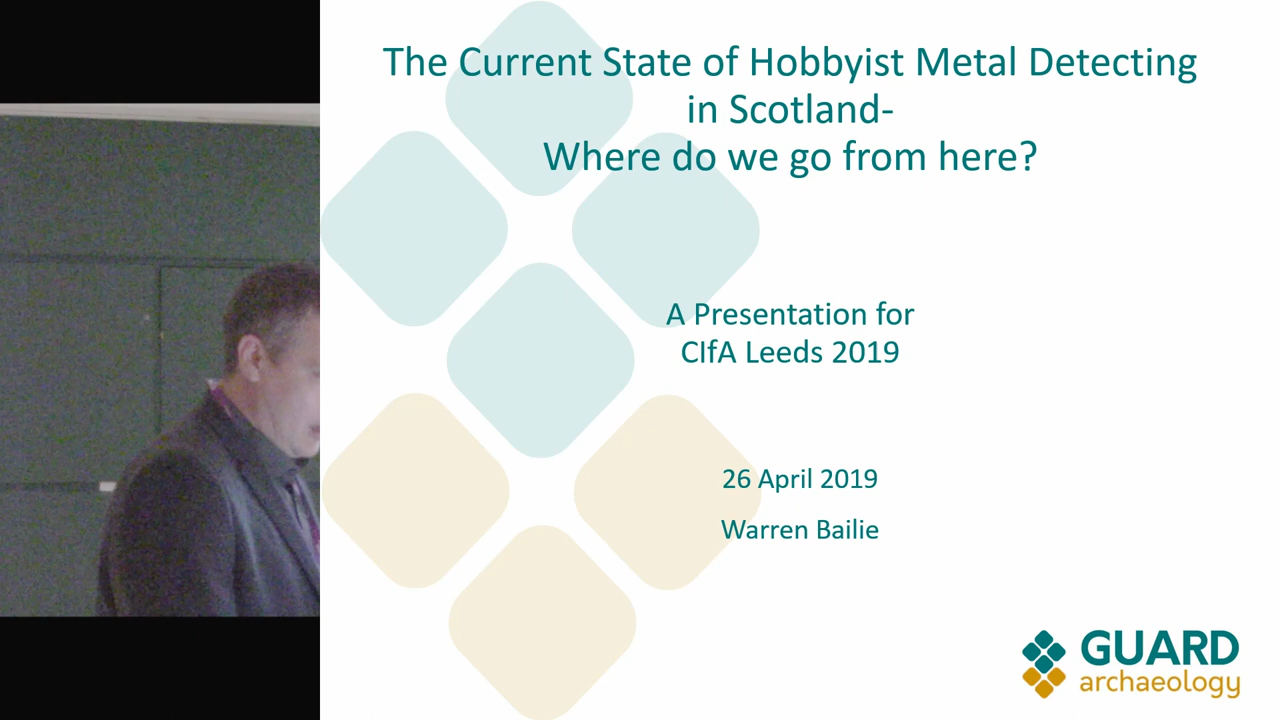 The Current State of Hobbyist Metal Detecting
in Scotland-
Where do we go from here?
A Presentation for
CIfA Leeds 2019
26 April 2019
Warren Bailie
GUARD
archaeology